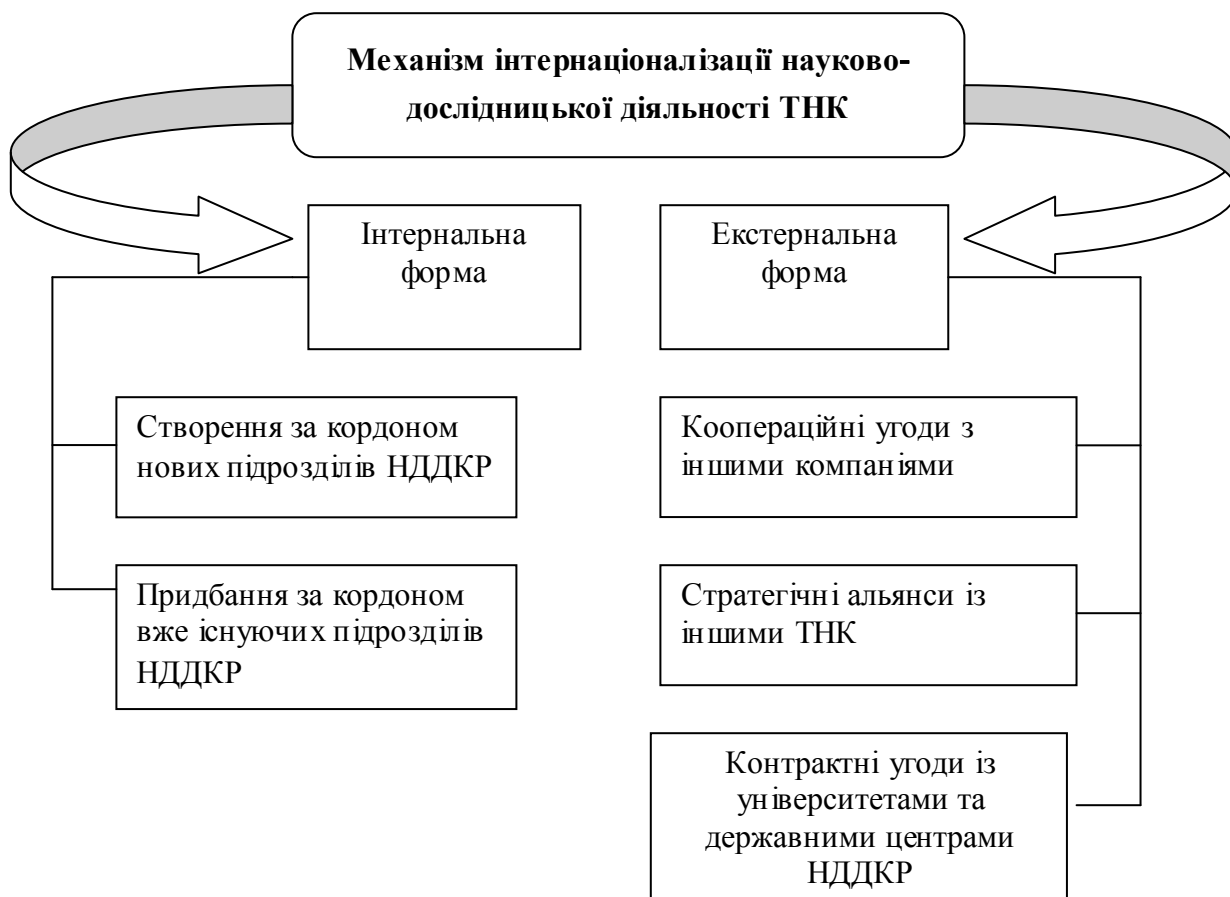 Механізм інтернаціоналізації науково-
дослідницької діяльності ТНК
Інтернальна
форма
Екстернальна
форма
Створення за кордоном
нових підрозділів НДДКР
Придбання за кордоном
вже існуючих підрозділів
НДДКР
Коопераційні угоди з
іншими компаніями
Стратегічні альянси із
іншими ТНК
Контрактні угоди із
університетами та
державними центрами
НДДКР